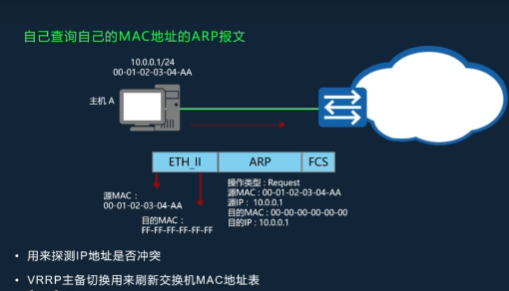 自己查询自己的MAC地址的ARP报文
10.0.0.1/24
00-01-02-03-04-AA
主机 A
ETH_II
ARP
FCS
源MAC：
00-01-02-03-04-AA
目的MAC：
FF-FF-FF-FF-FF-FF
操作类型 : Request
源MAC : 00-01-02-03-04-AA
源IP： 10.0.0.1
目的MAC : 00-00-00-00-00-00
目的IP : 10.0.0.1
• 用来探测IP地址是否冲突
• VRRP主备切换用来刷新交换机MAC地址表